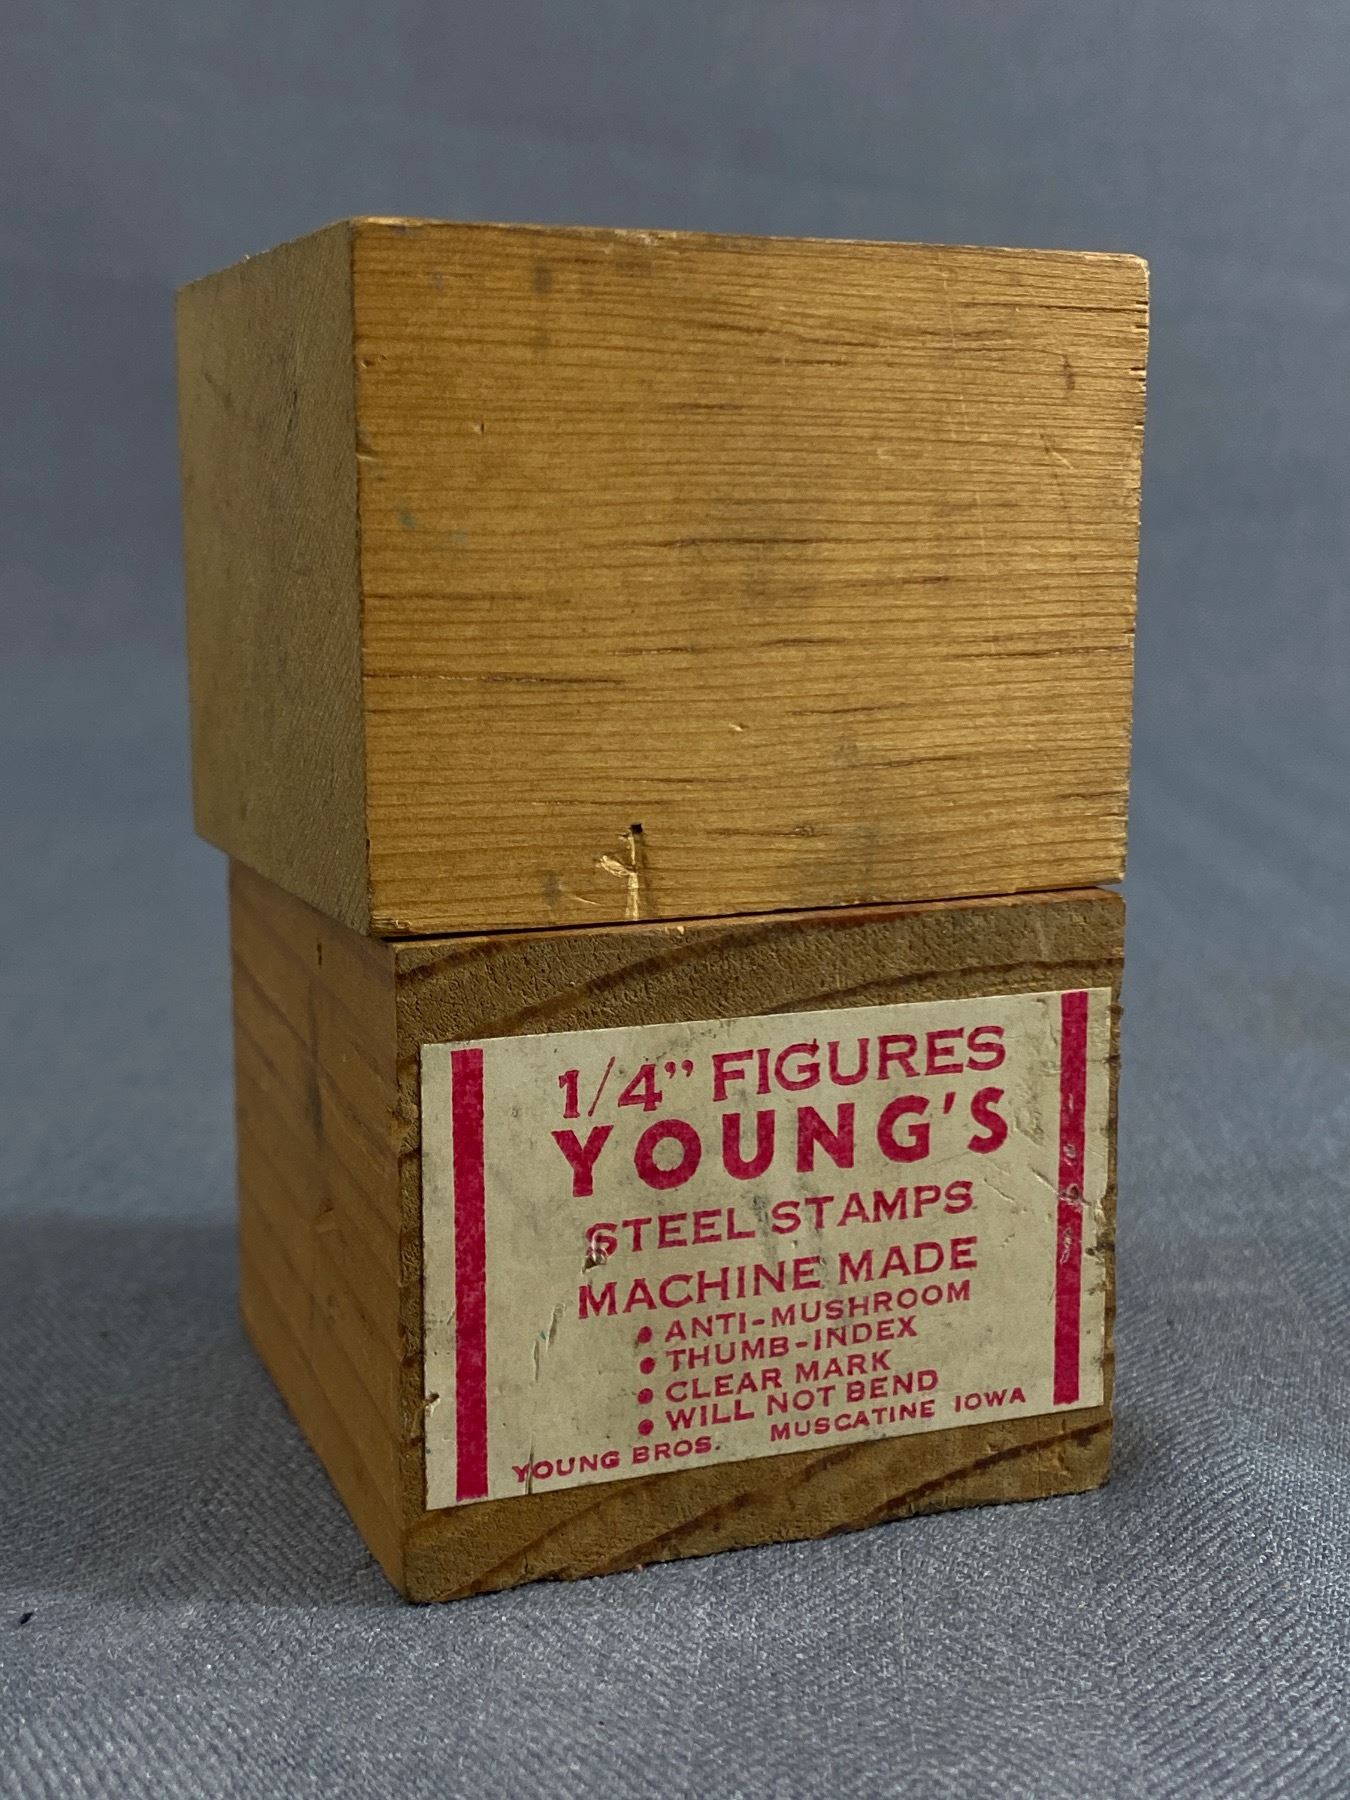 1/4” FIGURES
YOUNG'S
STEEL STAMPS
MACHINE MADE
• ANTI-MUSHROOM
• THUMB-INDEX
• CLEAR MARK
• WILL NOT BEND
YOUNG BROS. MUSCATINE IOWA